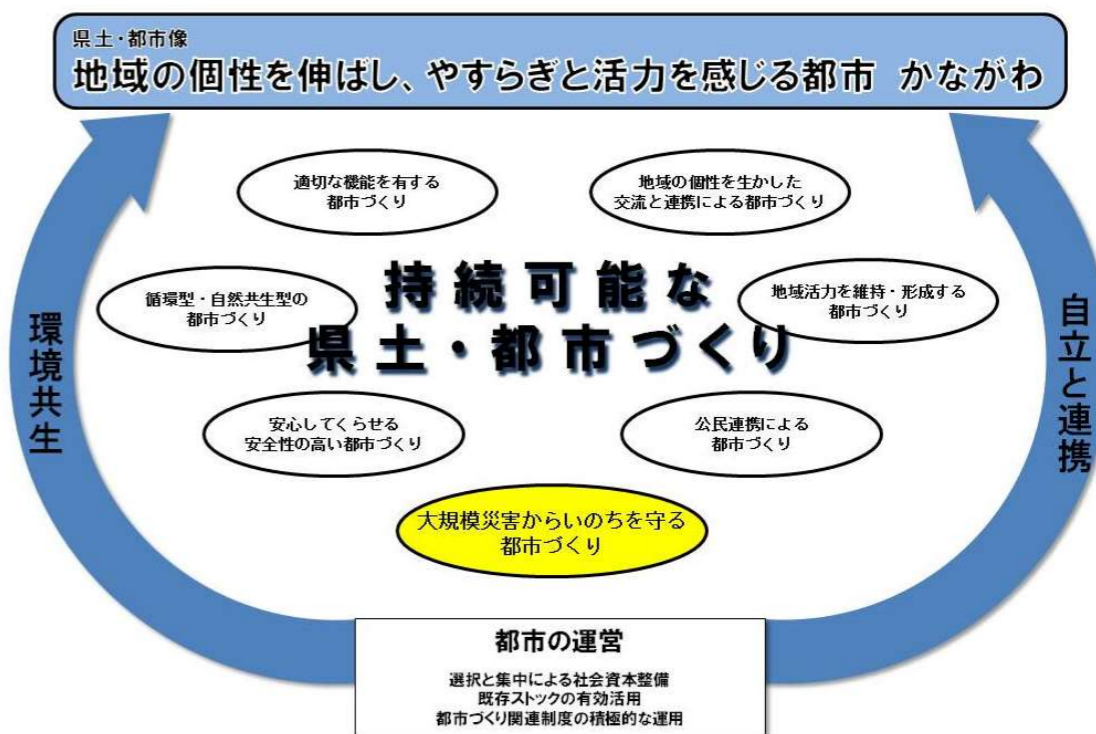 県土・都市像
地域の個性を伸ばし、やすらぎと活力を感じる都市 かながわ
適切な機能を有する
都市づくり
地域の個性を生かした
交流と連携による都市づくり
持続可能な
県土・都市づくり
循環型・自然共生型の
都市づくり
地域活力を維持・形成する
都市づくり
環境共生
自立と連携
安心してくらせる
安全性の高い都市づくり
公民連携による
都市づくり
大規模災害からいのちを守る
都市づくり
都市の運営
選択と集中による社会資本整備
既存ストックの有効活用
都市づくり関連制度の積極的な運用